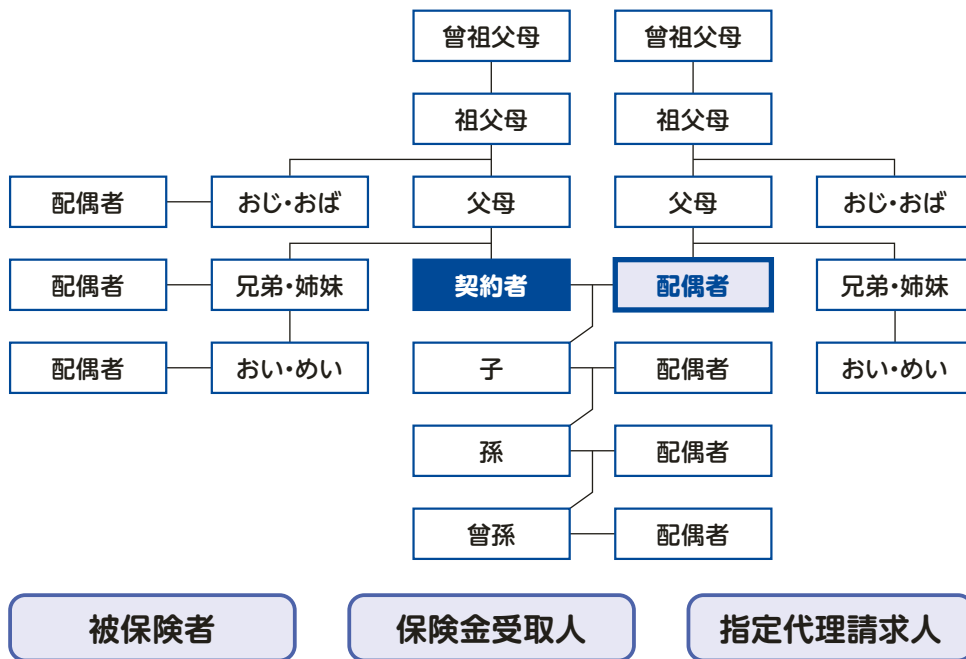 曾祖父母 曾祖父母
祖父母 祖父母
配偶者 おじ・おば 父母 父母 おじ・おば
配偶者 兄弟・姉妹 契約者 配偶者 兄弟・姉妹
配偶者 おい・めい 子 配偶者 おい・めい
孫 配偶者
曾孫 配偶者
被保険者 保険金受取人 指定代理請求人